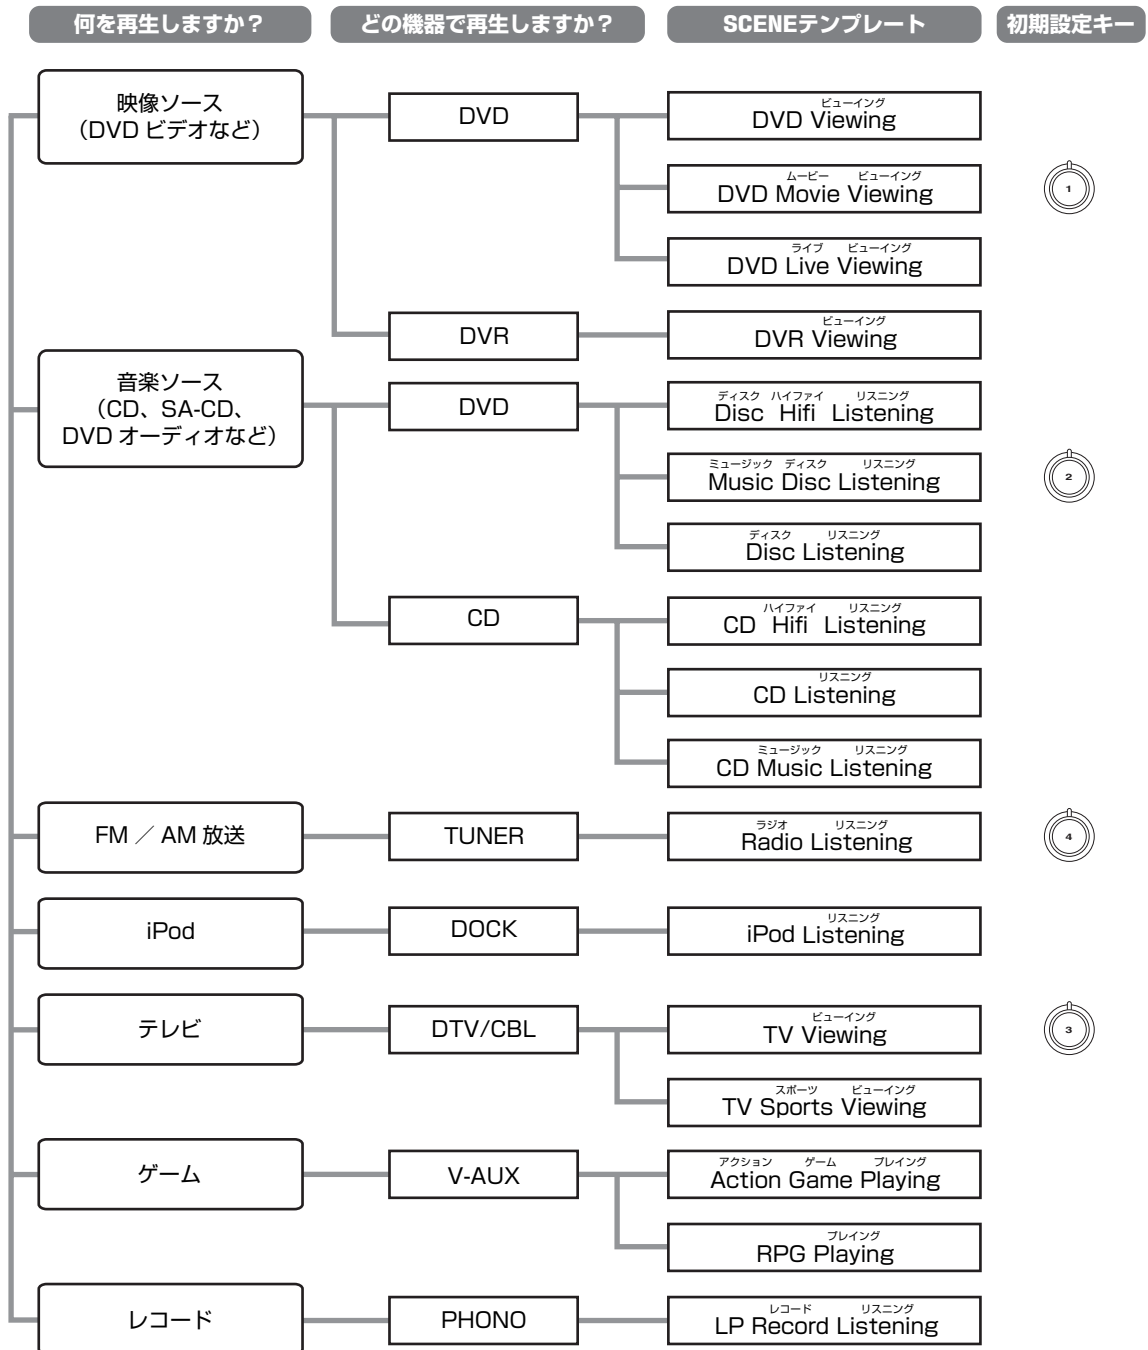 何を再生しますか？
どの機器で再生しますか？
SCENEテンプレート
初期設定キー
映像ソース
（DVD ビデオなど）
DVD
ビューイング
DVD Viewing
ムービー ビューイング
DVD Movie Viewing
1
ライブ ビューイング
DVD Live Viewing
DVR
ビューイング
DVR Viewing
音楽ソース
（CD、SA-CD、
DVD オーディオなど）
DVD
ディスク ハイファイ リスニング
Disc Hifi Listening
ミュージック ディスク リスニング
Music Disc Listening
2
ディスク リスニング
Disc Listening
CD
ハイファイ リスニング
CD Hifi Listening
リスニング
CD Listening
ミュージック リスニング
CD Music Listening
FM ／ AM 放送
TUNER
ラジオ リスニング
Radio Listening
4
iPod
DOCK
リスニング
iPod Listening
テレビ
DTV/CBL
ビューイング
TV Viewing
3
スポーツ ビューイング
TV Sports Viewing
ゲーム
V-AUX
アクション ゲーム プレイング
Action Game Playing
プレイング
RPG Playing
レコード
PHONO
レコード リスニング
LP Record Listening